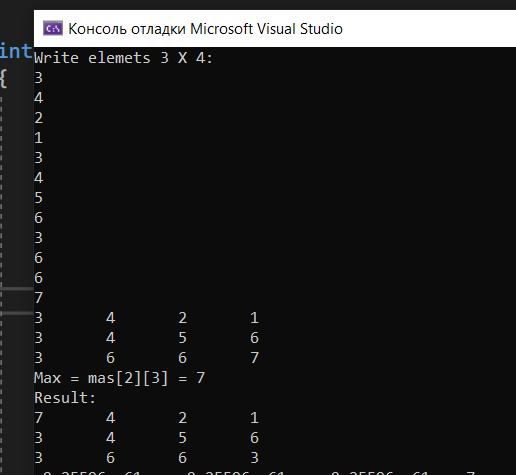 Консоль отладки Microsoft Visual Studio
int
{
Write elemets 3 X 4:
3
4
2
1
3
4
5
6
3
6
6
7
3 4 2 1
3 4 5 6
3 6 6 7
Max = mas[2][3] = 7
Result:
7 4 2 1
3 4 5 6
3 6 6 3